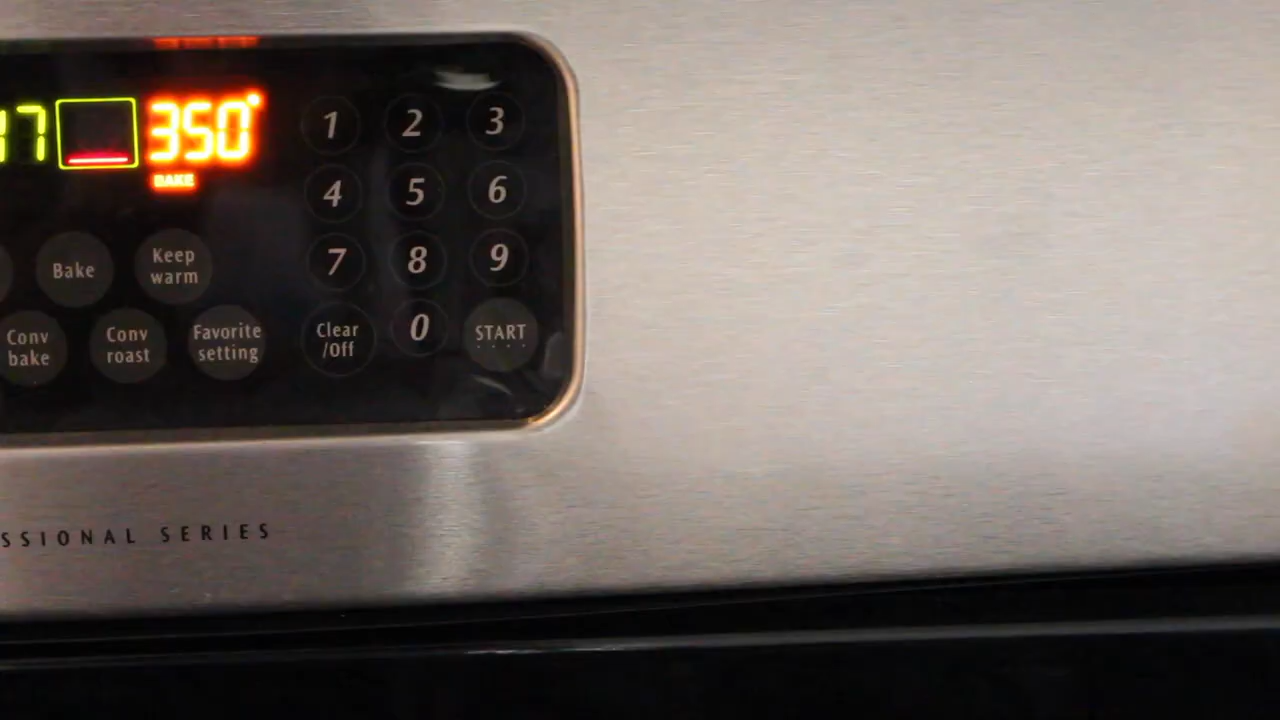 7 350°
BAKE
1 2 3
4 5 6
7 8 9
0
Bake
Keep
warm
Conv
bake
Conv
roast
Favorite
setting
Clear
/Off
START
SSIONAL SERIES